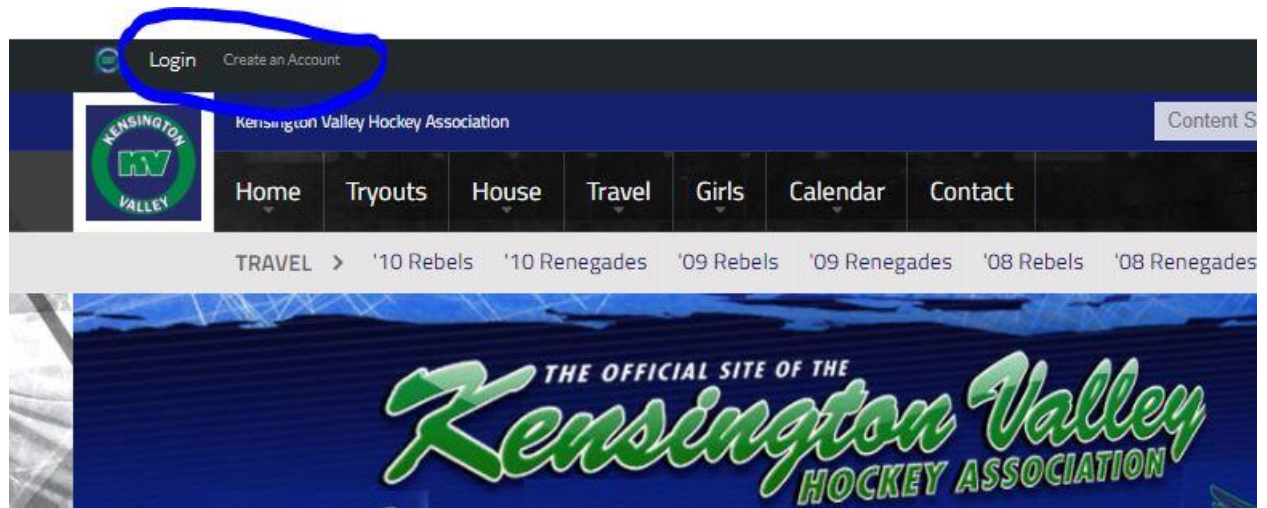 Login Create an Account
KENSINGTON
KV
VALLEY
Kensington Valley Hockey Association
Content S
Home Tryouts House Travel Girls Calendar Contact
TRAVEL > '10 Rebels '10 Renegades '09 Rebels '09 Renegades '08 Rebels '08 Renegades
THE OFFICIAL SITE OF THE
Kensington Valley
HOCKEY ASSOCIATION